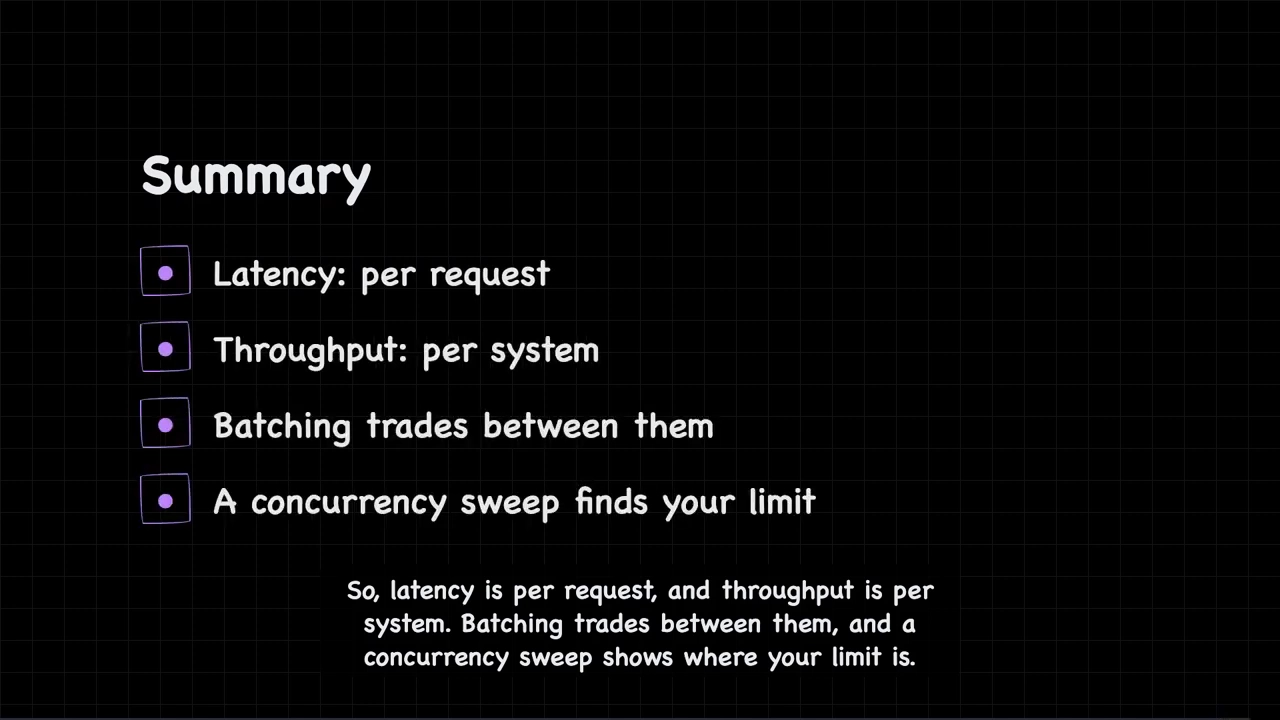 Summary
Latency: per request
Throughput: per system
Batching trades between them
A concurrency sweep finds your limit
So, latency is per request, and throughput is per
system. Batching trades between them, and a
concurrency sweep shows where your limit is.